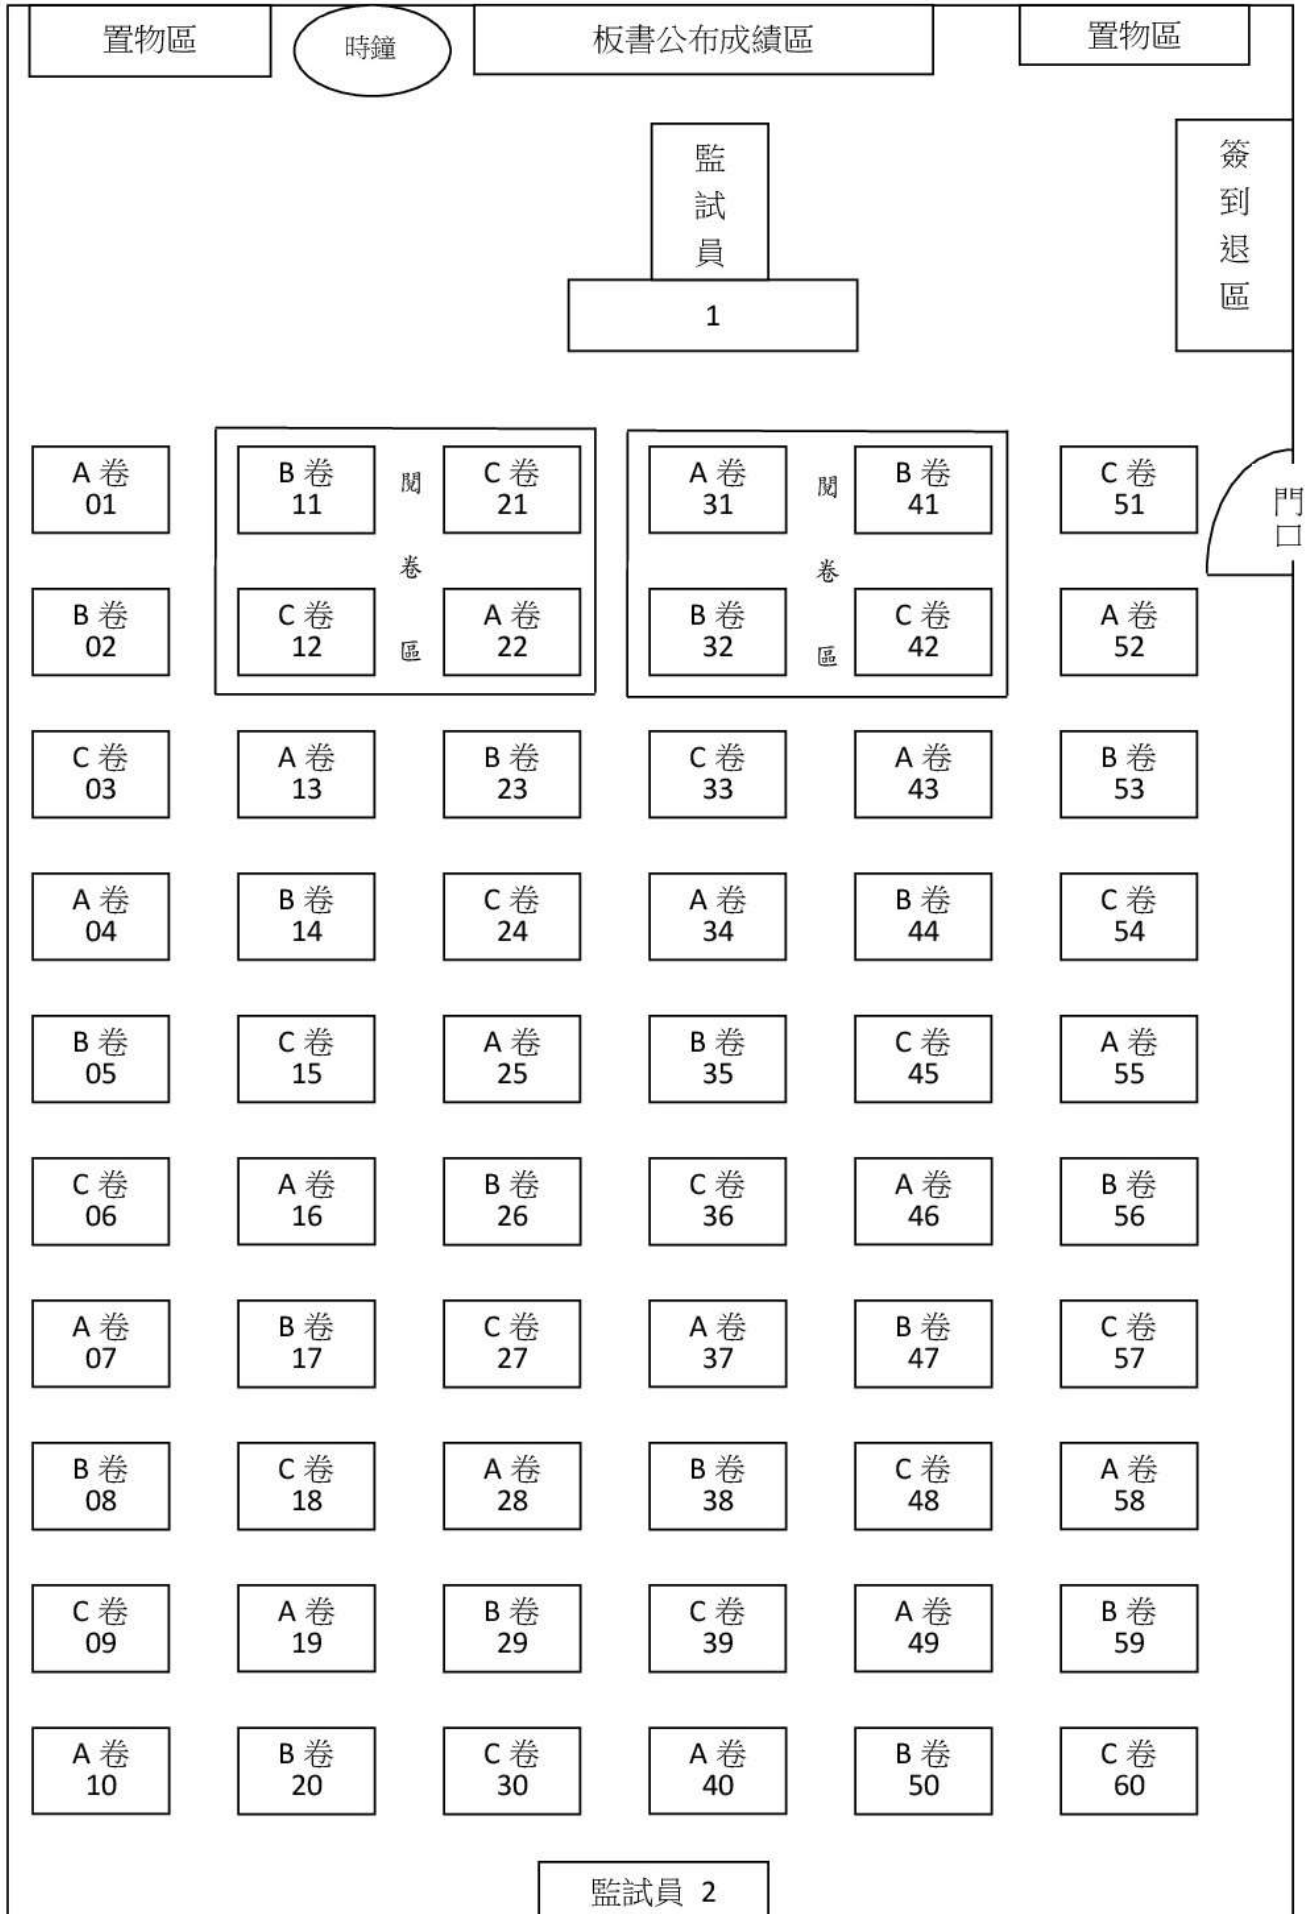 置物區
時鐘
板書公布成績區
置物區
監試員
1
簽到退區
A 卷
01
B 卷
11
閱卷區
C 卷
21
A 卷
31
閱卷區
B 卷
41
C 卷
51
門口
B 卷
02
C 卷
12
A 卷
22
B 卷
32
C 卷
42
A 卷
52
C 卷
03
A 卷
13
B 卷
23
C 卷
33
A 卷
43
B 卷
53
A 卷
04
B 卷
14
C 卷
24
A 卷
34
B 卷
44
C 卷
54
B 卷
05
C 卷
15
A 卷
25
B 卷
35
C 卷
45
A 卷
55
C 卷
06
A 卷
16
B 卷
26
C 卷
36
A 卷
46
B 卷
56
A 卷
07
B 卷
17
C 卷
27
A 卷
37
B 卷
47
C 卷
57
B 卷
08
C 卷
18
A 卷
28
B 卷
38
C 卷
48
A 卷
58
C 卷
09
A 卷
19
B 卷
29
C 卷
39
A 卷
49
B 卷
59
A 卷
10
B 卷
20
C 卷
30
A 卷
40
B 卷
50
C 卷
60
監試員 2